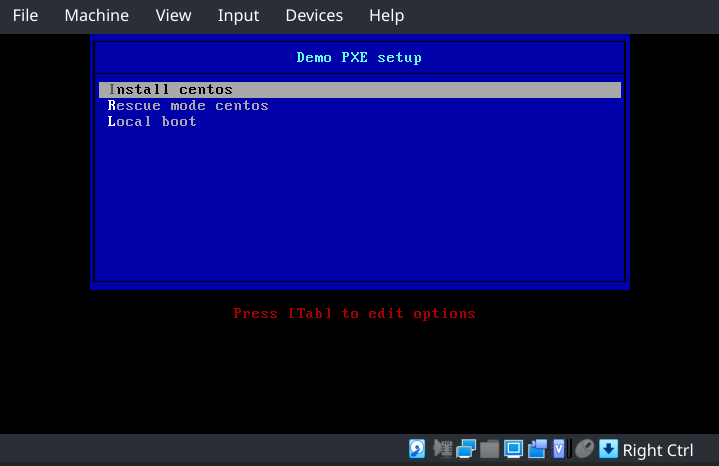 File Machine View Input Devices Help
Demo PXE setup
Install centos
Rescue mode centos
Local boot
Press [Tab] to edit options
Right Ctrl